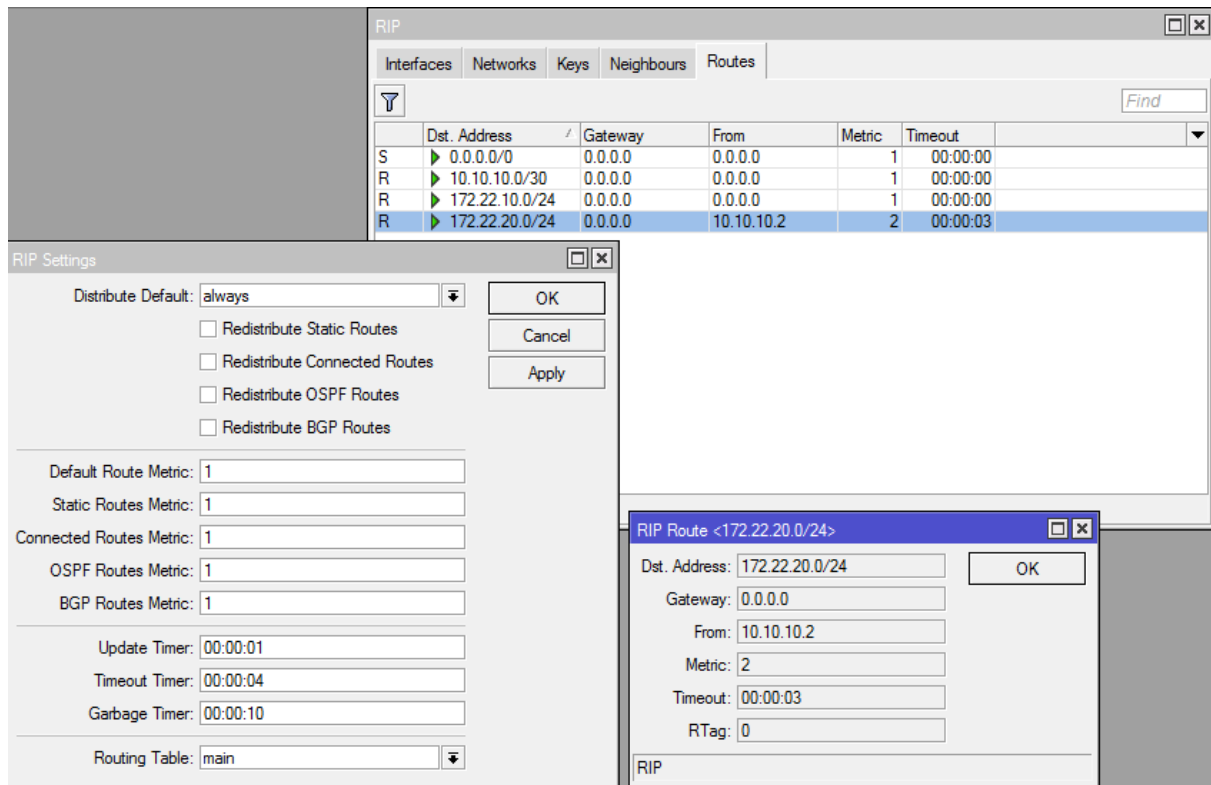 RIP
Interfaces Networks Keys Neighbours Routes
Find
Dst. Address / Gateway From Metric Timeout
S 0.0.0.0/0 0.0.0.0 0.0.0.0 1 00:00:00
R 10.10.10.0/30 0.0.0.0 0.0.0.0 1 00:00:00
R 172.22.10.0/24 0.0.0.0 0.0.0.0 1 00:00:00
R 172.22.20.0/24 0.0.0.0 10.10.10.2 2 00:00:03
RIP Settings
Distribute Default: always
Redistribute Static Routes
Redistribute Connected Routes
Redistribute OSPF Routes
Redistribute BGP Routes
Default Route Metric: 1
Static Routes Metric: 1
Connected Routes Metric: 1
OSPF Routes Metric: 1
BGP Routes Metric: 1
Update Timer: 00:00:01
Timeout Timer: 00:00:04
Garbage Timer: 00:00:10
Routing Table: main
OK
Cancel
Apply
RIP Route <172.22.20.0/24>
Dst. Address: 172.22.20.0/24
Gateway: 0.0.0.0
From: 10.10.10.2
Metric: 2
Timeout: 00:00:03
RTag: 0
OK
RIP